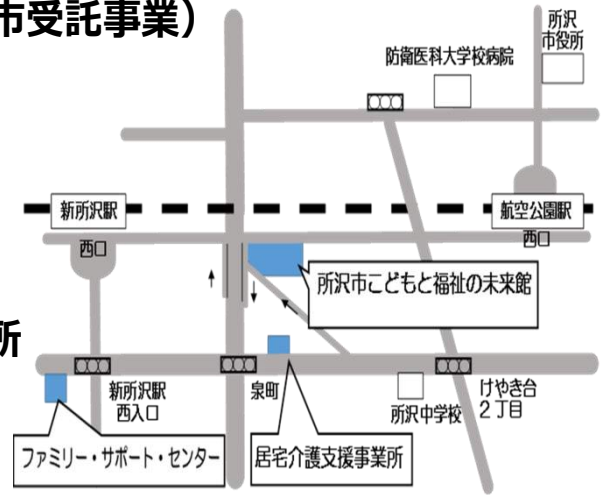 市受託事業）
所沢
市役所
防衛医科大学校病院
新所沢駅
航空公園駅
西口
西口
所沢市こどもと福祉の未来館
所
新所沢駅
西入口
泉町
所沢中学校
けやき台
２丁目
ファミリー・サポート・センター
居宅介護支援事業所